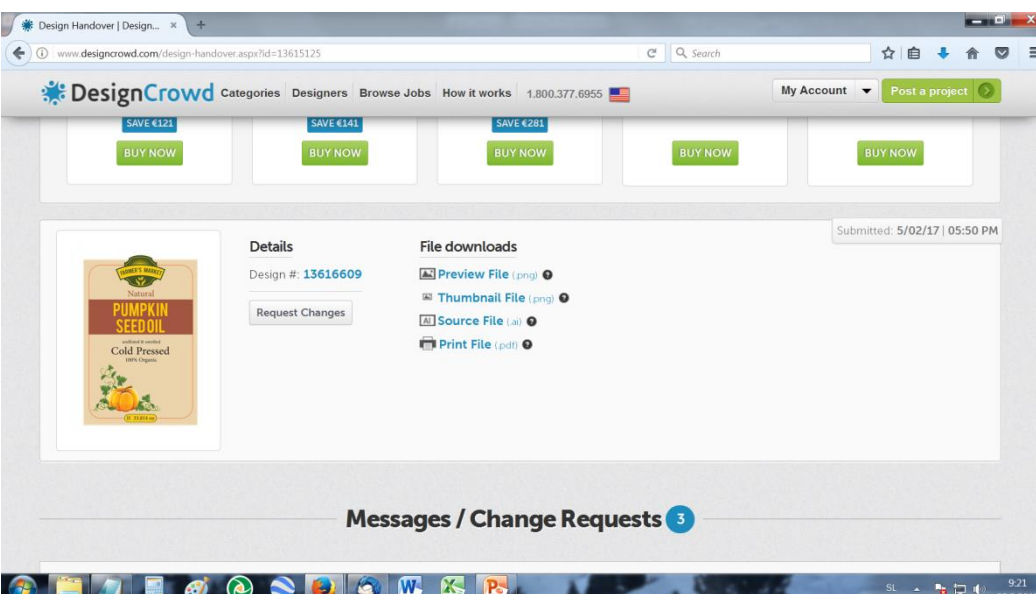 Design Handover | Design... × +
www.designcrowd.com/design-handover.aspx?id=13615125 Search
DesignCrowd Categories Designers Browse Jobs How it works 1.800.377.6955 My Account Post a project
SAVE €121 SAVE €141 SAVE €281
BUY NOW BUY NOW BUY NOW BUY NOW BUY NOW
Submitted: 5/02/17 | 05:50 PM
Details File downloads
Design #: 13616609 Preview File (.png) ?
Thumbnail File (.png) ?
Request Changes
AI Source File (.ai) ?
Print File (.pdf) ?
FARMER'S MARKET
Natural
PUMPKIN
SEED OIL
Cold Pressed
100% Organic
Messages / Change Requests 3
SL 9:21